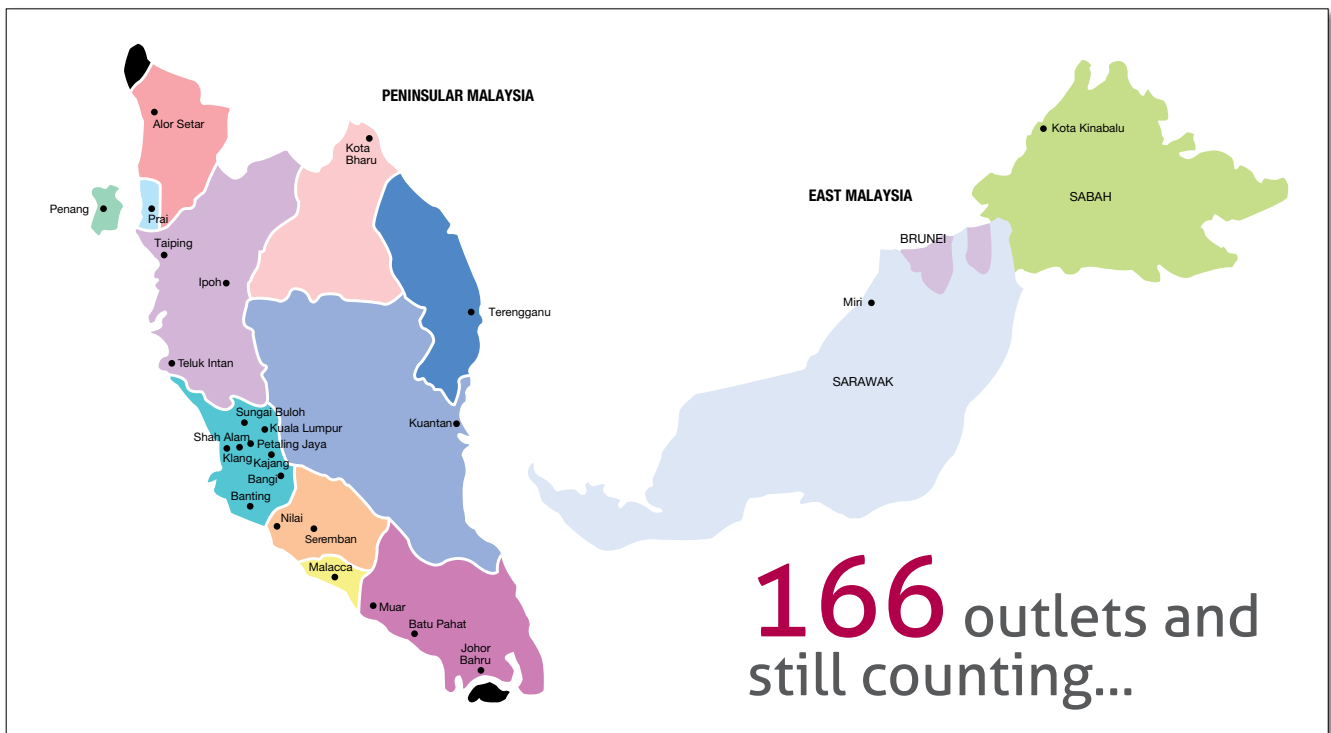 PENINSULAR MALAYSIA
Alor Setar
Kota
Bharu
Penang
Prai
Taiping
Ipoh
Terengganu
Teluk Intan
Sungai Buloh
Kuala Lumpur
Shah Alam
Petaling Jaya
Klang
Kajang
Bangi
Banting
Kuantan
Nilai
Seremban
Malacca
Muar
Batu Pahat
Johor
Bahru
EAST MALAYSIA
Kota Kinabalu
SABAH
BRUNEI
Miri
SARAWAK
166 outlets and
still counting...